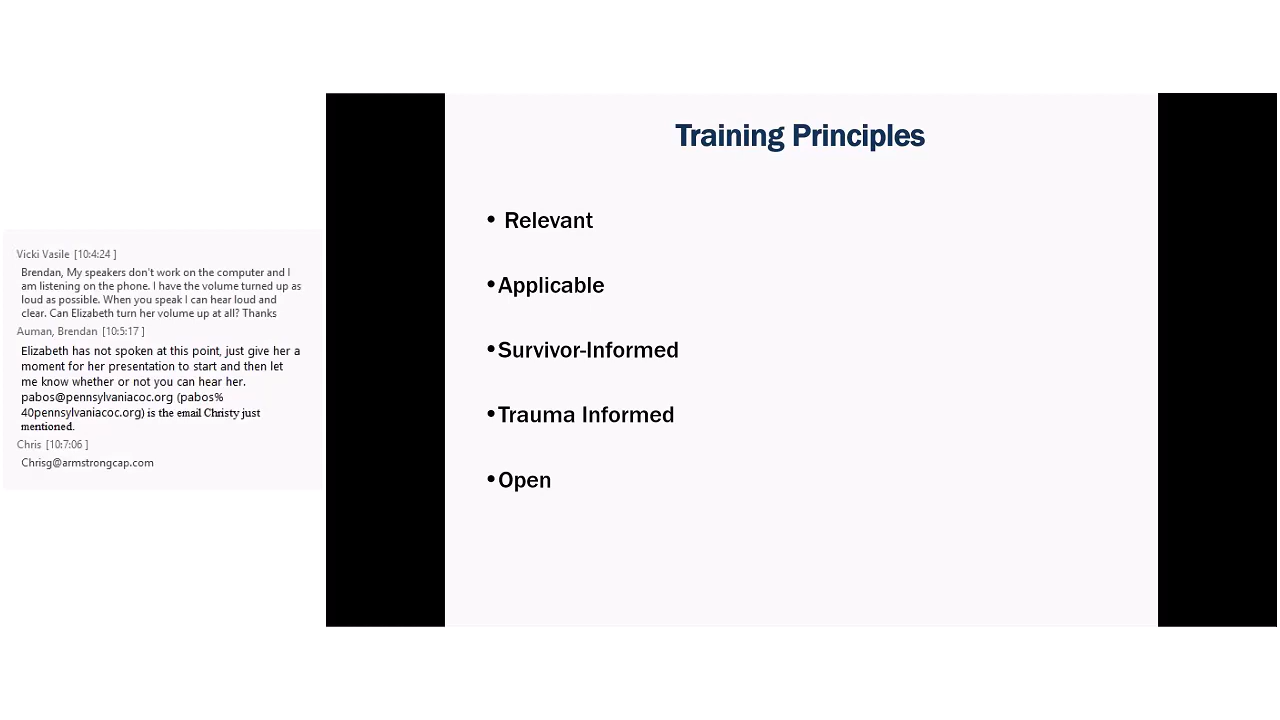 Vicki Vasile [10:4:24 ]
Brendan, My speakers don't work on the computer and I
am listening on the phone. I have the volume turned up as
loud as possible. When you speak I can hear loud and
clear. Can Elizabeth turn her volume up at all? Thanks
Auman, Brendan [10:5:17 ]
Elizabeth has not spoken at this point, just give her a
moment for her presentation to start and then let
me know whether or not you can hear her.
pabos@pennsylvaniacoc.org (pabos%
40pennsylvaniacoc.org) is the email Christy just
mentioned.
Chris [10:7:06 ]
Chrisg@armstrongcap.com
Training Principles
• Relevant
•Applicable
•Survivor-Informed
•Trauma Informed
•Open